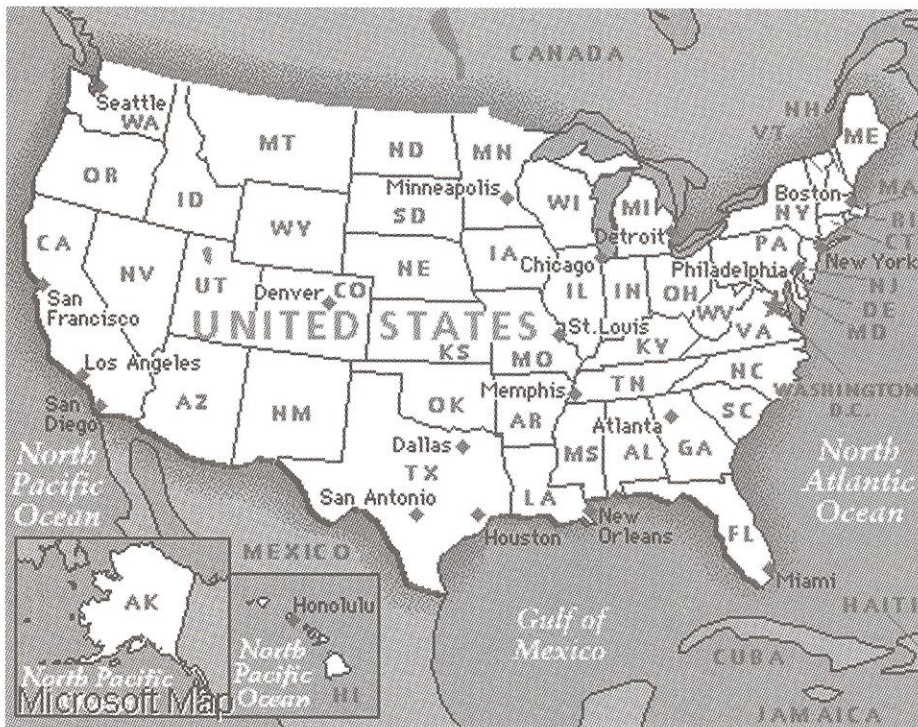 CANADA
NH
VT
ME
Seattle
WA
MT
ND
MN
OR
ID
Minneapolis
WI
MI
Boston
MA
NY
RI
SD
WY
CT
CA
Detroit
PA
New York
IA
NV
NE
Chicago
Philadelphia
NJ
UT
Denver
CO
IL
IN
OH
WV
DE
San
Francisco
VA
MD
UNITED STATES
St. Louis
KS
KY
MO
Los Angeles
NC
TN
WASHINGTON
D.C.
Memphis
AZ
NM
OK
AR
SC
San
Diego
Atlanta
Dallas
MS
AL
GA
North
Pacific
Ocean
TX
North
Atlantic
Ocean
San Antonio
LA
New
Orleans
Houston
FL
MEXICO
Miami
AK
Honolulu
HAITI
Gulf of
Mexico
North
Pacific
Ocean
CUBA
HI
North Pacific
Microsoft Map
JAMAICA